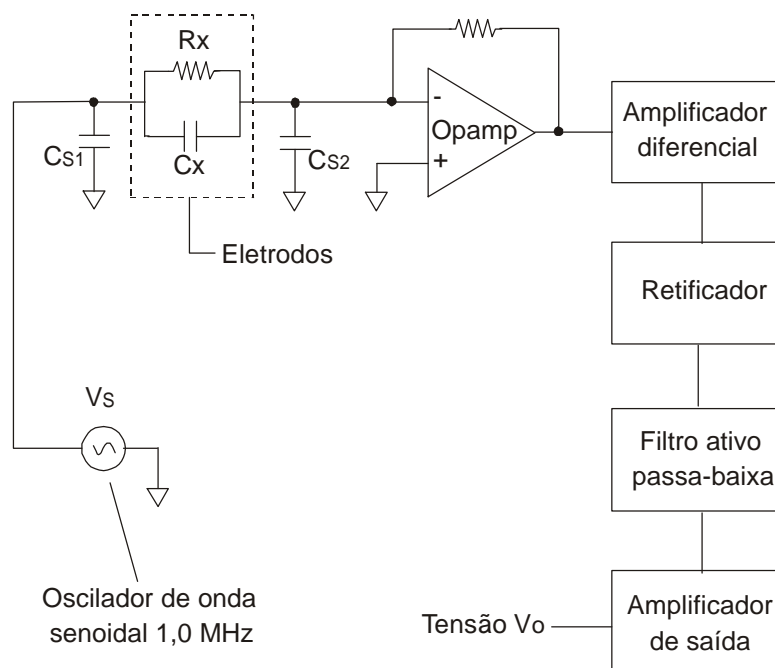 Rx
Cx
CS1
CS2
-
Opamp
+
Eletrodos
Amplificador
diferencial
Retificador
Filtro ativo
passa-baixa
Amplificador
de saída
Tensão Vo
VS
Oscilador de onda
senoidal 1,0 MHz